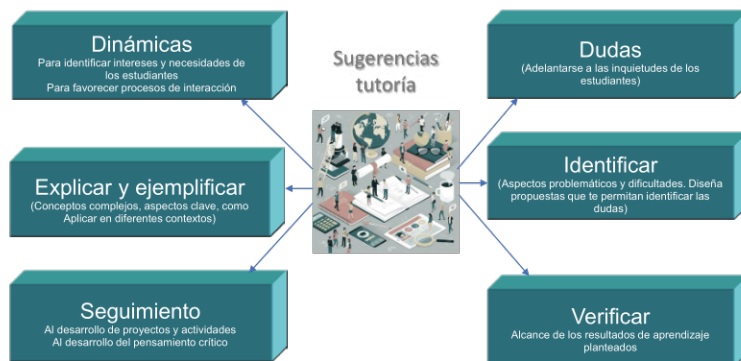 Sugerencias
tutoría
Dinámicas
Para identificar intereses y necesidades de
los estudiantes
Para favorecer procesos de interacción
Explicar y ejemplificar
(Conceptos complejos, aspectos clave, como
Aplicar en diferentes contextos)
Seguimiento
Al desarrollo de proyectos y actividades
Al desarrollo del pensamiento crítico
Dudas
(Adelantarse a las inquietudes de los
estudiantes)
Identificar
(Aspectos problemáticos y dificultades. Diseña
propuestas que te permitan identificar las
dudas)
Verificar
Alcance de los resultados de aprendizaje
planteados